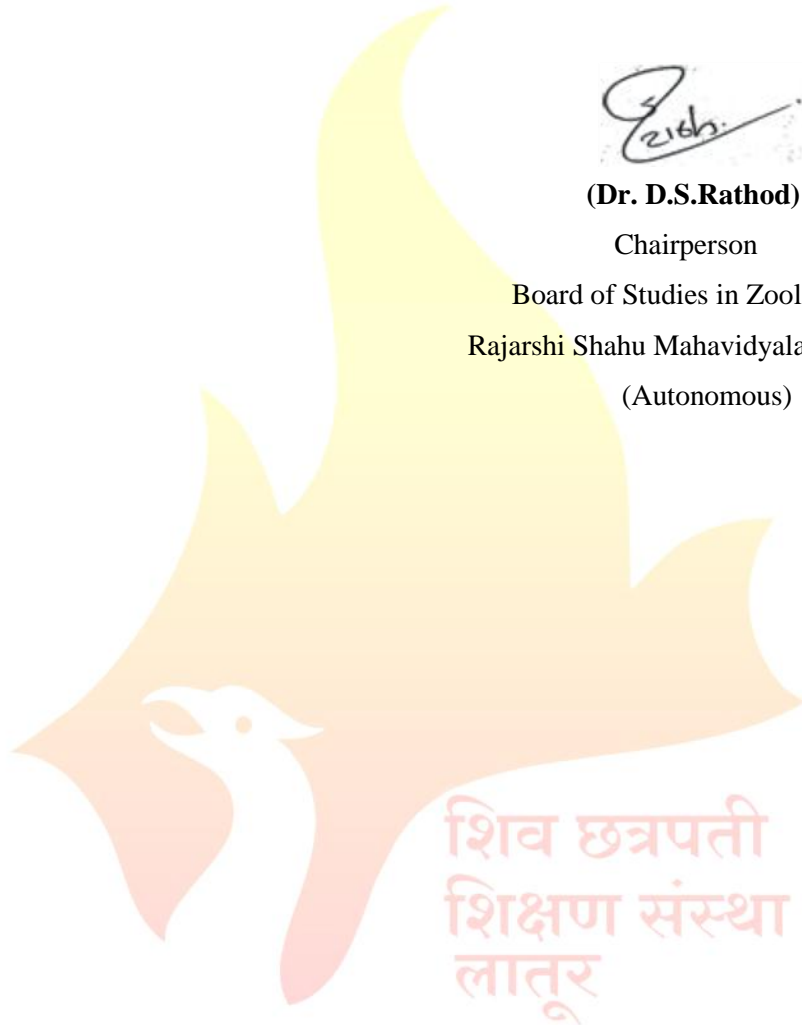 (Dr. D.S.Rathod)
Chairperson
Board of Studies in Zool
Rajarshi Shahu Mahavidyala
(Autonomous)
शिव छत्रपती
शिक्षण संस्था
लातूर